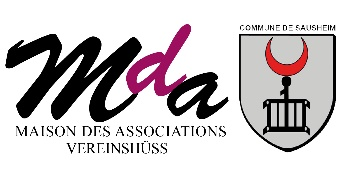 Mda
MAISON DES ASSOCIATIONS
VEREINSHÜSS
COMMUNE DE SAUSHEIM